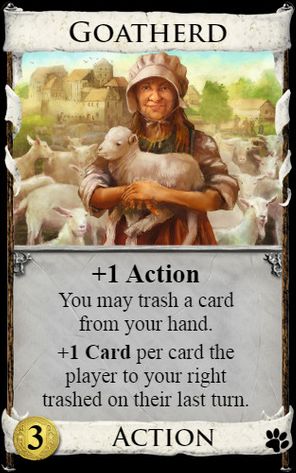 GOATHERD
+1 Action
You may trash a card
from your hand.
+1 Card per card the
player to your right
trashed on their last turn.
3
ACTION